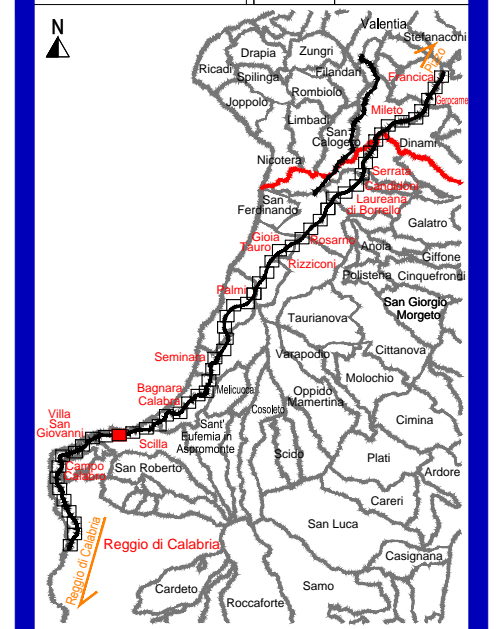 N
Valentia
Stefanaconi
Pizzo
Drapia
Zungri
Ricadi
Spilinga
Filandari
Francica
Joppolo
Rombiolo
Gerocarne
Mileto
Limbadi
San
Calogero
Dinami
Nicotera
Serrata
Candidoni
San
Ferdinando
Laureana
di Borrello
Galatro
Gioia
Tauro
Rosarno
Anoia
Giffone
Rizziconi
Polistena
Cinquefrondi
Palmi
San Giorgio
Morgeto
Taurianova
Seminara
Varapodio
Cittanova
Molochio
Bagnara
Calabra
Melicucca
Oppido
Mamertina
Cosoleto
Villa
San
Giovanni
Sant'
Eufemia in
Aspromonte
Cimina
Scilla
Scido
Plati
Campo
Calabro
San Roberto
Ardore
Careri
San Luca
Reggio di Calabria
Reggio di Calabria
Casignana
Cardeto
Samo
Roccaforte